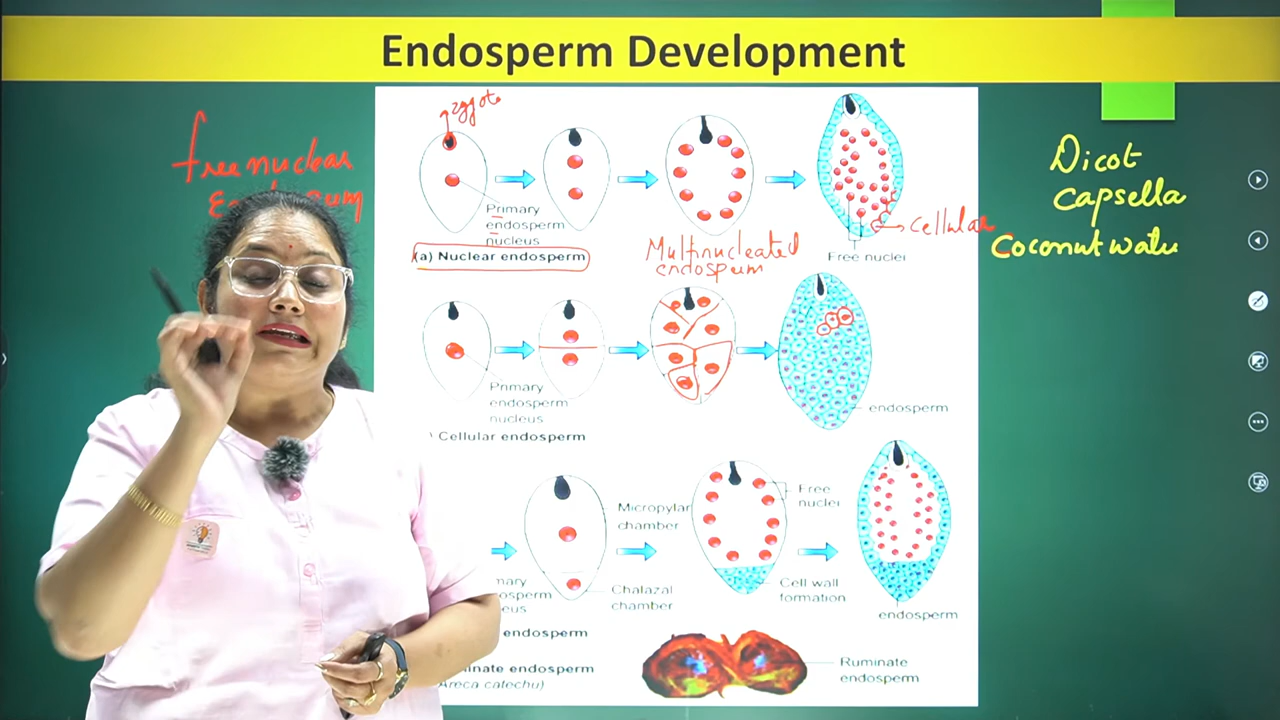 Endosperm Development
zygote
free nuclear
Primary
endosperm
nucleus
(a) Nuclear endosperm
Multinucleated
endosperm
cellular
Free nuclei
Dicot
capsella
Coconut water
Primary
endosperm
nucleus
) Cellular endosperm
endosperm
Micropylar
chamber
Chalazal
chamber
Free
nuclei
Cell wall
formation
endosperm
endosperm
endosperm
Areca catechu)
Ruminate
endosperm